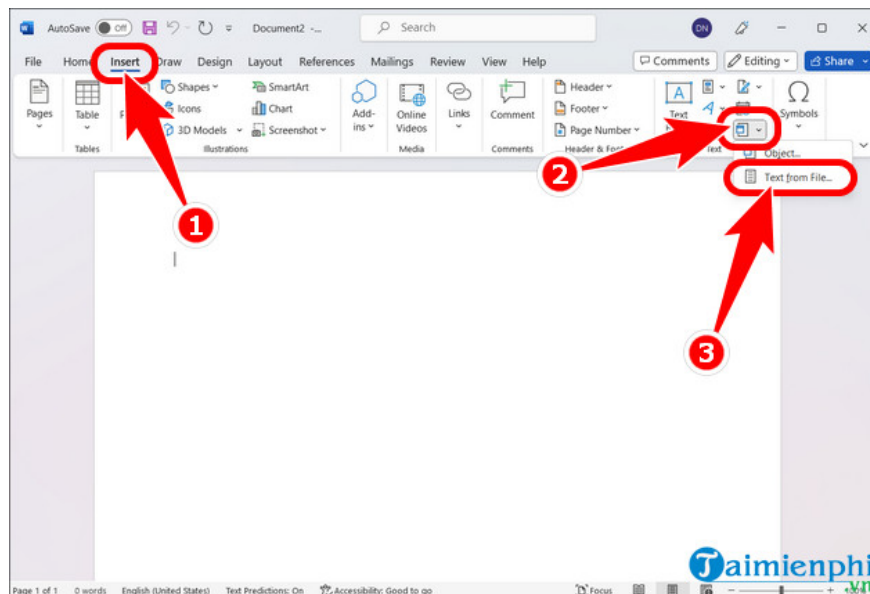 AutoSave Off Document2 -... Search DN
File Home Insert Draw Design Layout References Mailings Review View Help Comments Editing Share
Shapes SmartArt Header
Pages Table Icons Chart Add-ins Online Videos Links Comment Footer Text Symbols
3D Models Screenshot Page Number
Tables Illustrations Media Comments Header & Foot Text
Object...
Text from File...
1
2
3
Taimienphi
.vn
Page 1 of 1 0 words English (United States) Text Predictions: On Accessibility: Good to go Focus 100%